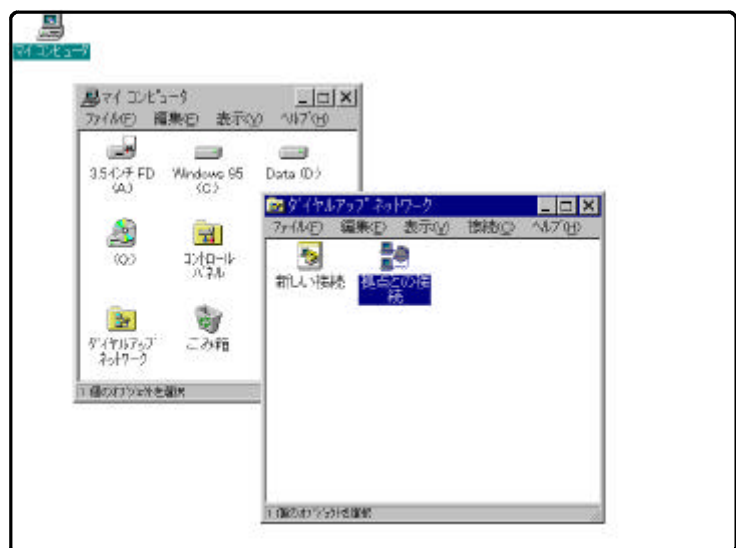 マイ コンピュータ
マイ コンピュータ
ファイル(F) 編集(E) 表示(V) ヘルプ(H)
3.5インチ FD
(A:)
Windows 95
(C:)
Data (D:)
(Q:)
コントロール
パネル
ダイヤルアップ
ネットワーク
ごみ箱
1 個のオブジェクトを選択
ダイヤルアップ ネットワーク
ファイル(F) 編集(E) 表示(V) 接続(C) ヘルプ(H)
新しい接続
拠点との接
続
1 個のオブジェクトを選択